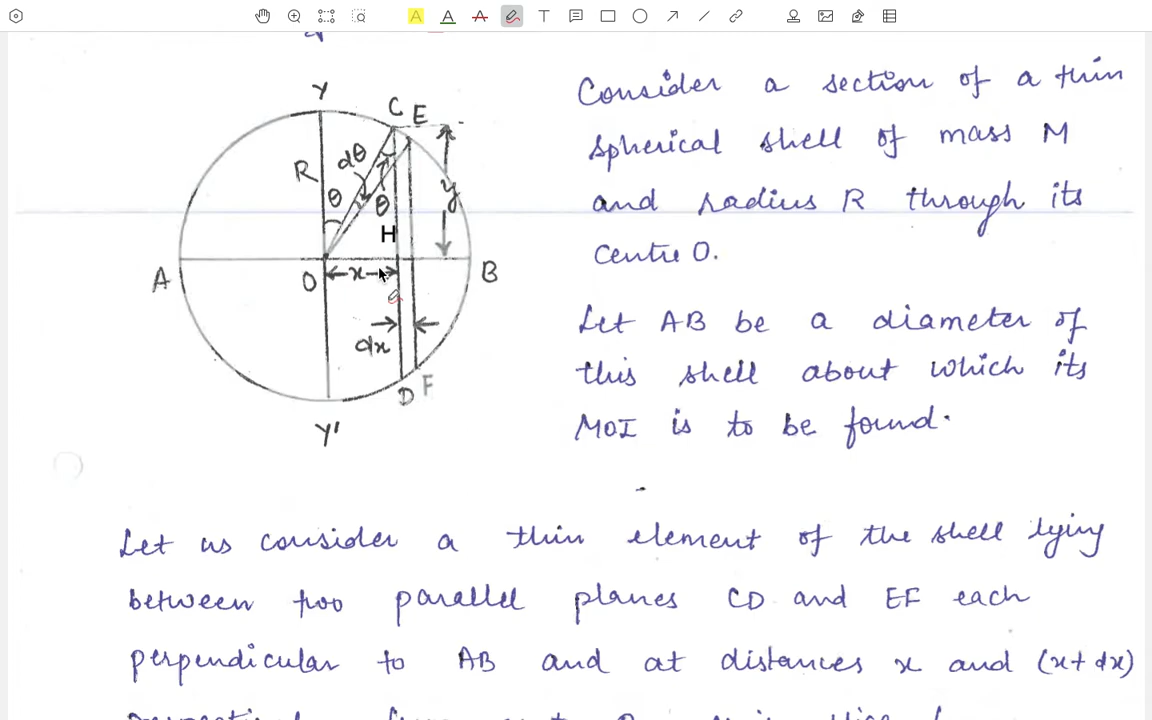 Y
C E
R
dθ
θ
θ
y
H
A
O
x
B
dx
D F
Y'
Consider a section of a thin
spherical shell of mass M
and radius R through its
Centre O.
Let AB be a diameter of
this shell about which its
MOI is to be found.
Let us consider a thin element of the shell lying
between two parallel planes CD and EF each
perpendicular to AB and at distances x and (x+dx)